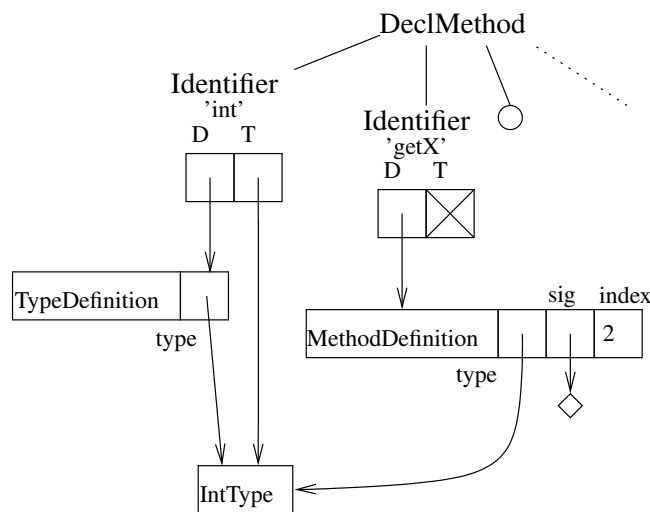 DeclMethod
Identifier
'int'
D T
Identifier
'getX'
D T
TypeDefinition
type
sig index
MethodDefinition 2
type
IntType